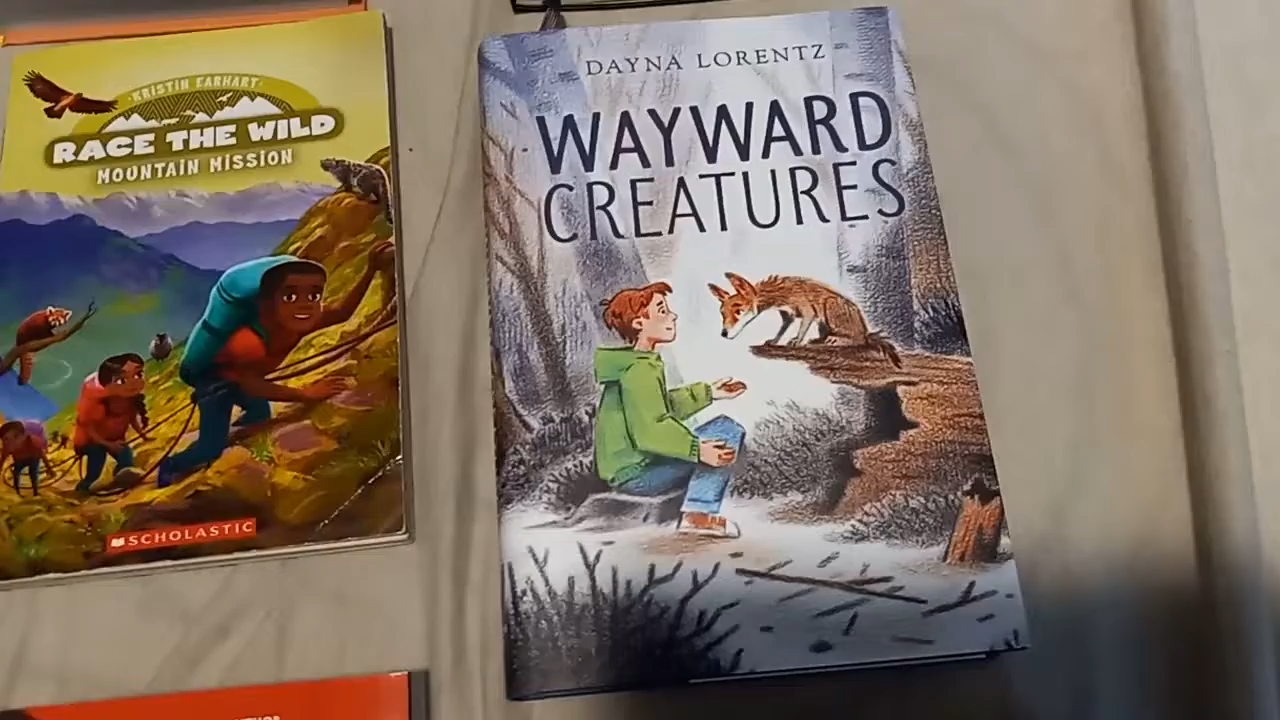 KRISTIN EARHART
RACE THE WILD
MOUNTAIN MISSION
SCHOLASTIC
DAYNA LORENTZ
WAYWARD
CREATURES